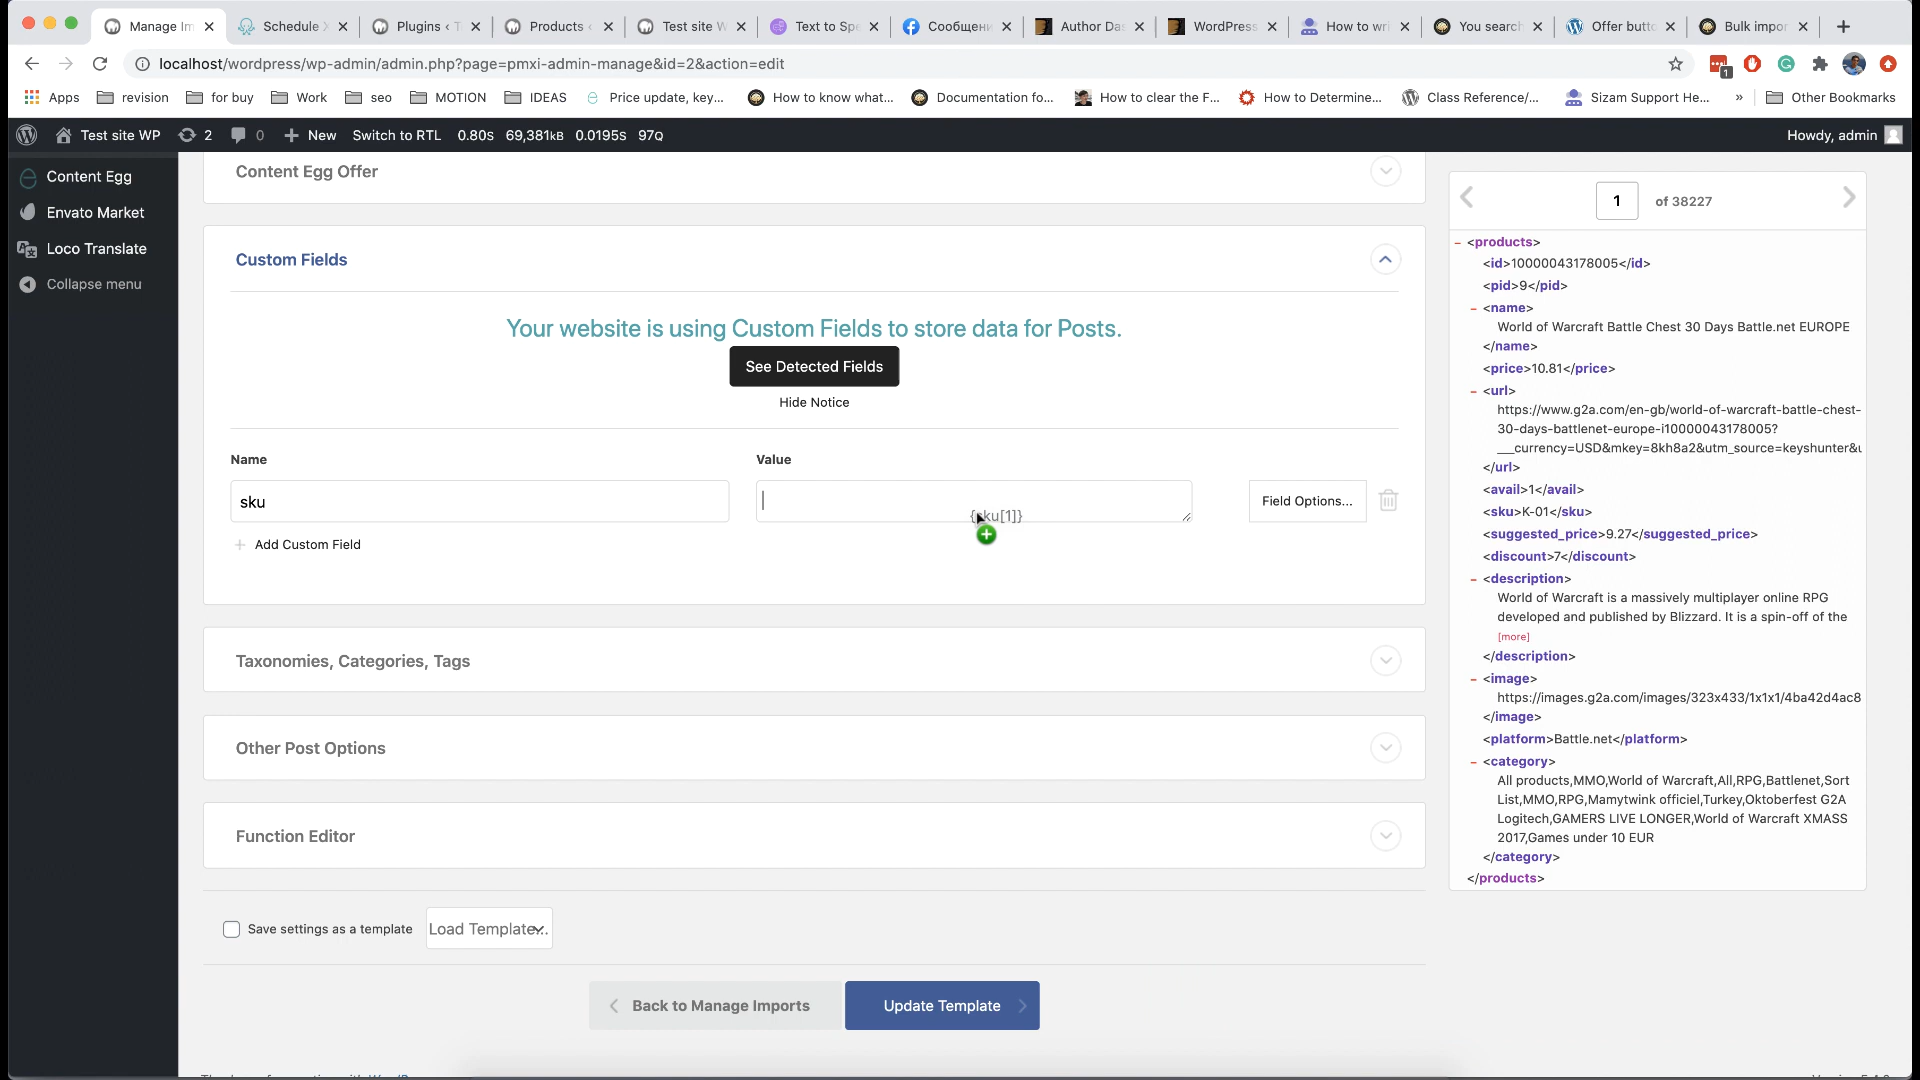 Manage Im
Schedule X
Plugins ‹ T
Products ‹
Test site W
Text to Spe
Сообщени
Author Das
WordPress
How to wri
You search
Offer butto
Bulk impor
localhost/wordpress/wp-admin/admin.php?page=pmxi-admin-manage&id=2&action=edit
1
Apps
revision
for buy
Work
seo
MOTION
IDEAS
Price update, key...
How to know what...
Documentation fo...
How to clear the F...
How to Determine...
Class Reference/...
Sizam Support He...
»
Other Bookmarks
Test site WP
2
0
New
Switch to RTL
0.80s 69,381kB 0.0195s 97Q
Howdy, admin
Content Egg
Envato Market
Loco Translate
Collapse menu
Content Egg Offer
Custom Fields
Your website is using Custom Fields to store data for Posts.
See Detected Fields
Hide Notice
Name
Value
sku
{sku[1]}
Field Options...
Add Custom Field
Taxonomies, Categories, Tags
Other Post Options
Function Editor
Save settings as a template
Load Template...
Back to Manage Imports
Update Template
1
of 38227
<products>
<id>10000043178005</id>
<pid>9</pid>
<name>
World of Warcraft Battle Chest 30 Days Battle.net EUROPE
</name>
<price>10.81</price>
<url>
https://www.g2a.com/en-gb/world-of-warcraft-battle-chest-
30-days-battlenet-europe-i10000043178005?
___currency=USD&mkey=8kh8a2&utm_source=keyshunter&u
</url>
<avail>1</avail>
<sku>K-01</sku>
<suggested_price>9.27</suggested_price>
<discount>7</discount>
<description>
World of Warcraft is a massively multiplayer online RPG
developed and published by Blizzard. It is a spin-off of the
[more]
</description>
<image>
https://images.g2a.com/images/323x433/1x1x1/4ba42d4ac8
</image>
<platform>Battle.net</platform>
<category>
All products,MMO,World of Warcraft,All,RPG,Battlenet,Sort
List,MMO,RPG,Mamytwink officiel,Turkey,Oktoberfest G2A
Logitech,GAMERS LIVE LONGER,World of Warcraft XMASS
2017,Games under 10 EUR
</category>
</products>